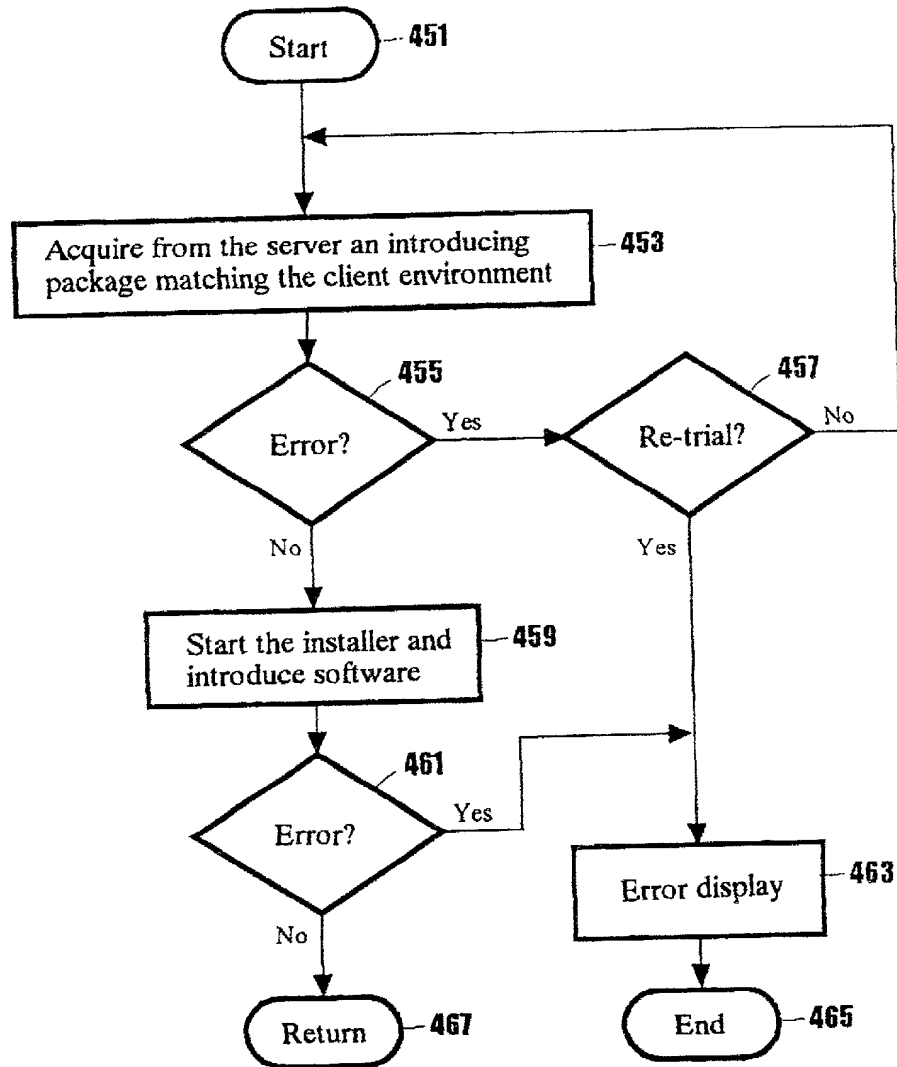 Start
451
Acquire from the server an introducing
package matching the client environment
453
455
Error?
Yes
No
457
Re-trial?
No
Yes
Start the installer and
introduce software
459
461
Error?
Yes
No
Error display
463
Return
467
End
465